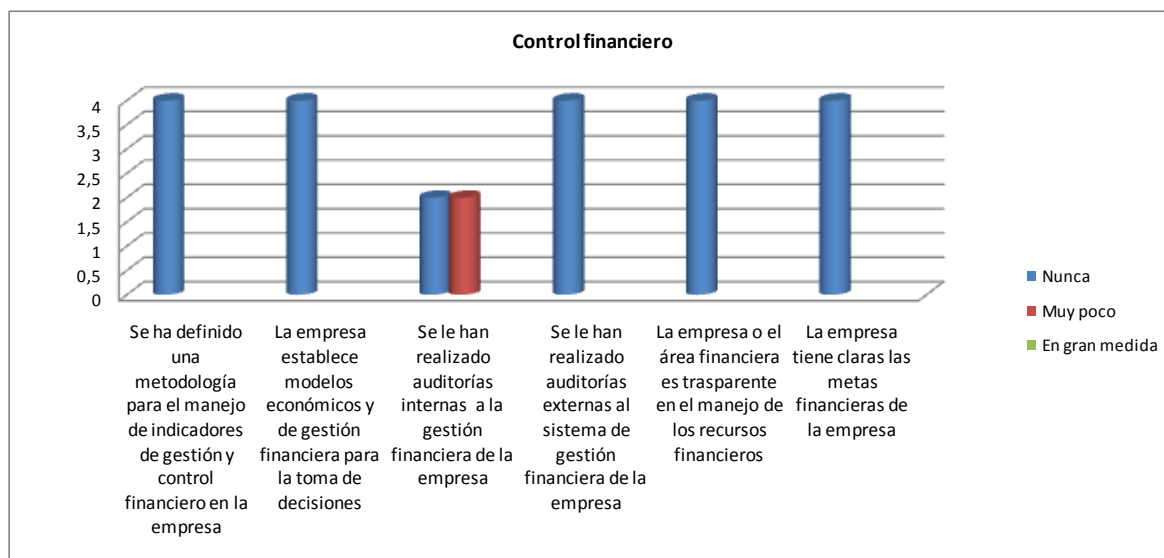 Control financiero
4
3,5
3
2,5
2
1,5
1
0,5
0
Se ha definido
una
metodología
para el manejo
de indicadores
de gestión y
control
financiero en la
empresa
La empresa
establece
modelos
económicos y
de gestión
financiera para
la toma de
decisiones
Se le han
realizado
auditorías
internas a la
gestión
financiera de la
empresa
Se le han
realizado
auditorías
externas al
sistema de
gestión
financiera de la
empresa
La empresa o el
área financiera
es trasparente
en el manejo de
los recursos
financieros
La empresa
tiene claras las
metas
financieras de
la empresa
Nunca
Muy poco
En gran medida